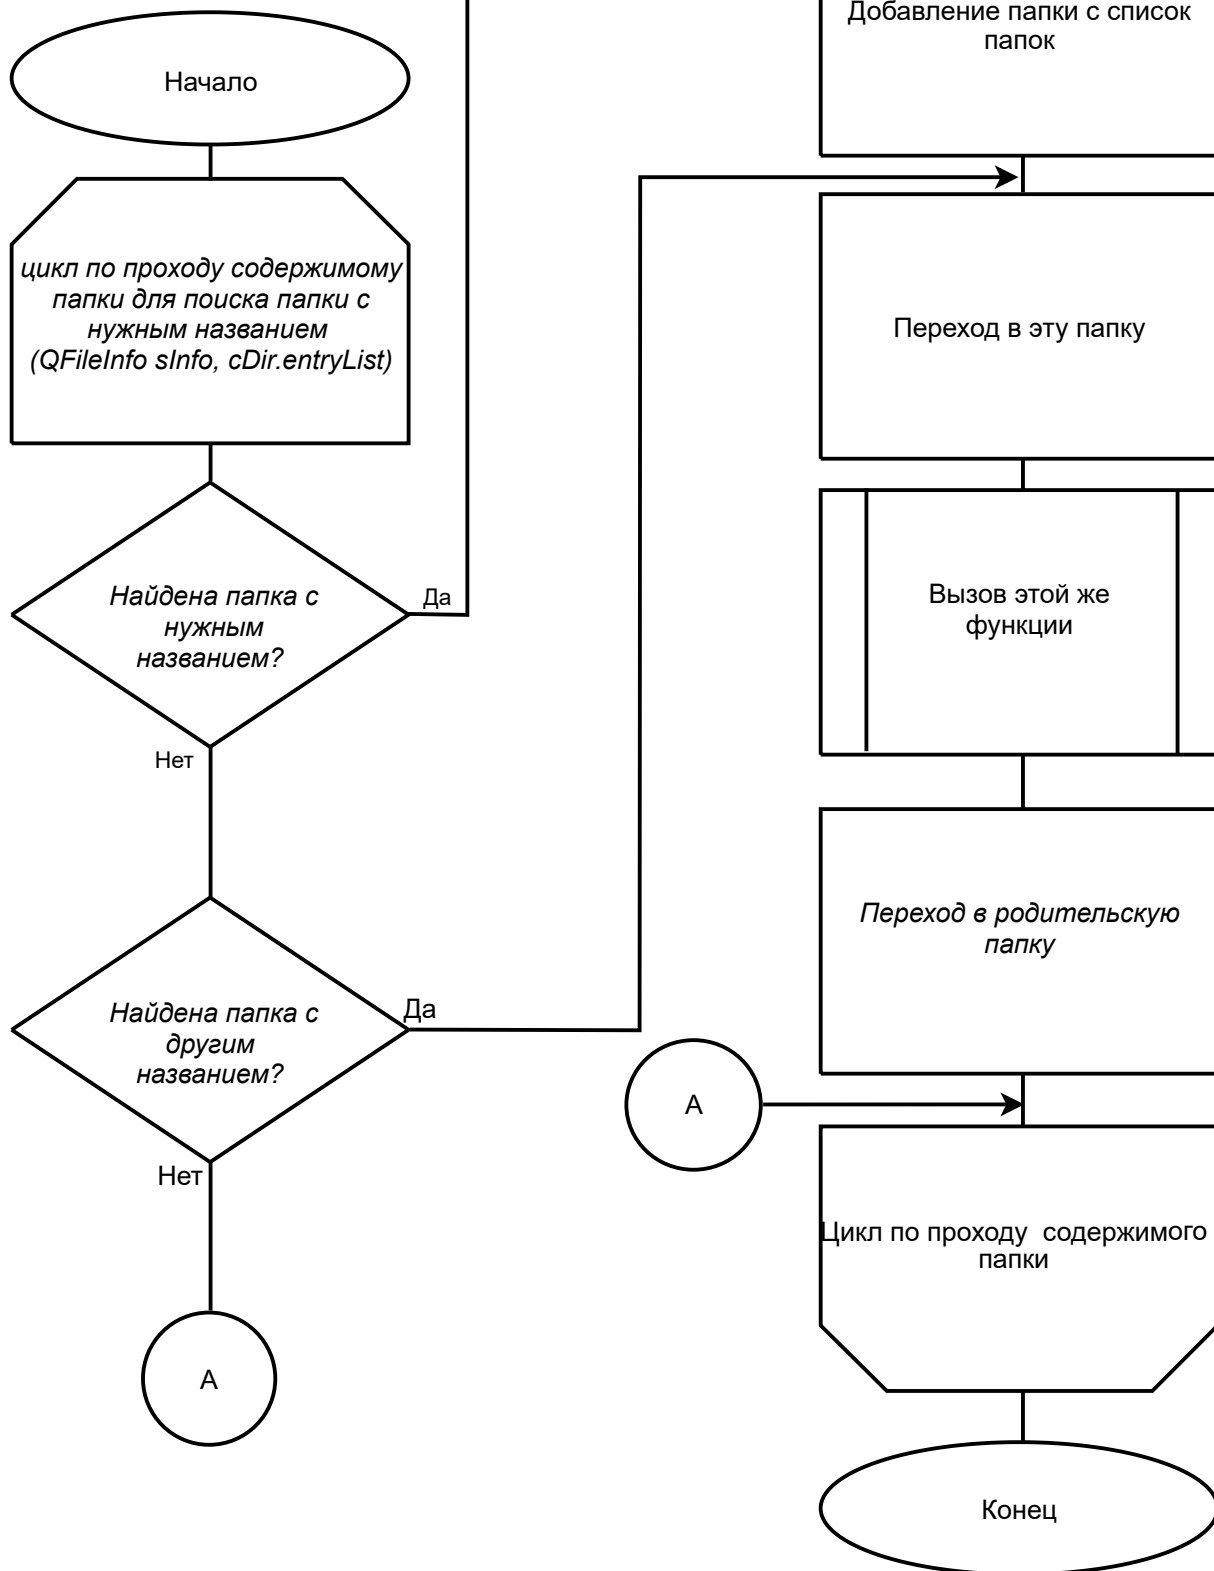 Начало
цикл по проходу содержимому
папки для поиска папки с
нужным названием
(QFileInfo sInfo, cDir.entryList)
Найдена папка с
нужным
названием?
Да
Нет
Найдена папка с
другим
названием?
Да
Нет
А
Добавление папки с список
папок
Переход в эту папку
Вызов этой же
функции
Переход в родительскую
папку
А
Цикл по проходу содержимого
папки
Конец